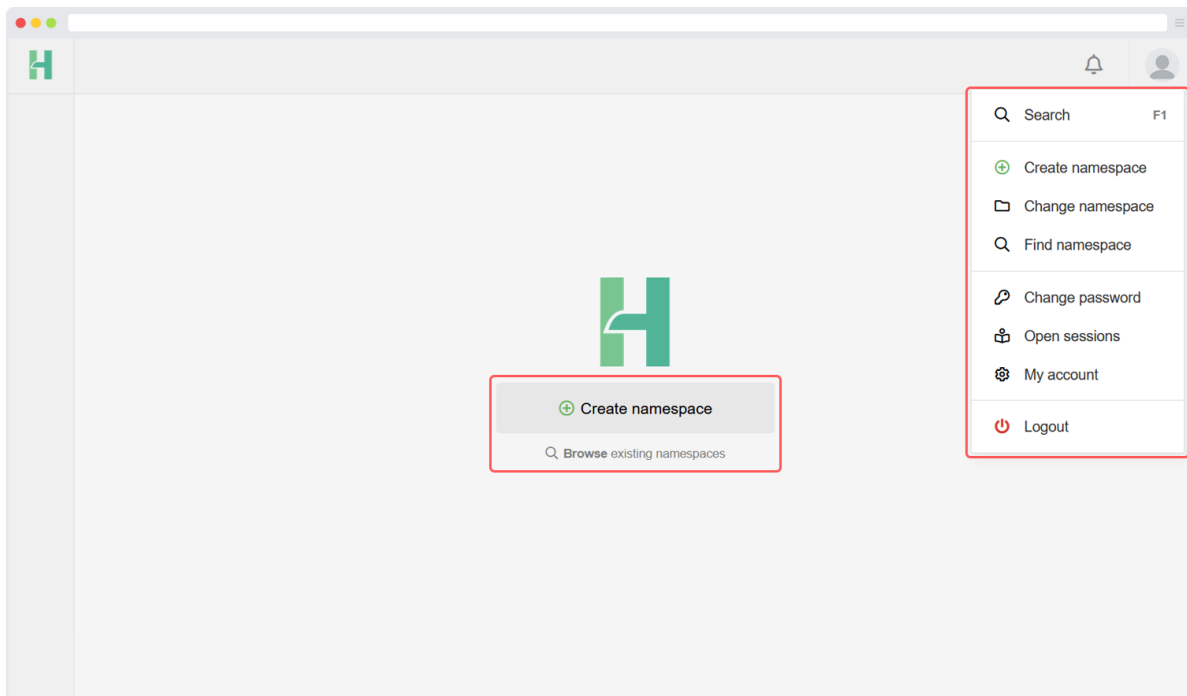 Search F1
Create namespace
Change namespace
Find namespace
Change password
Open sessions
My account
Logout
Create namespace
Browse existing namespaces